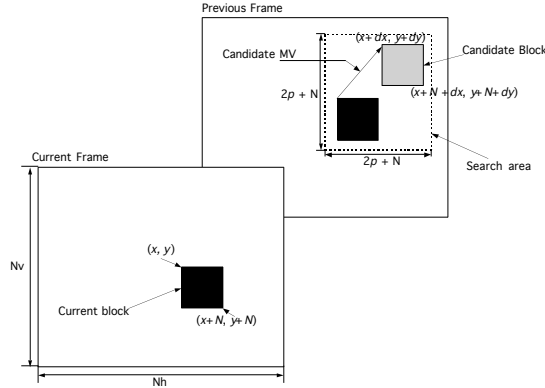 Previous Frame
(x+dx, y+dy)
Candidate MV
Candidate Block
2p + N
(x+N+dx, y+N+dy)
2p + N
Search area
Current Frame
(x, y)
Nv
Current block
(x+N, y+N)
Nh